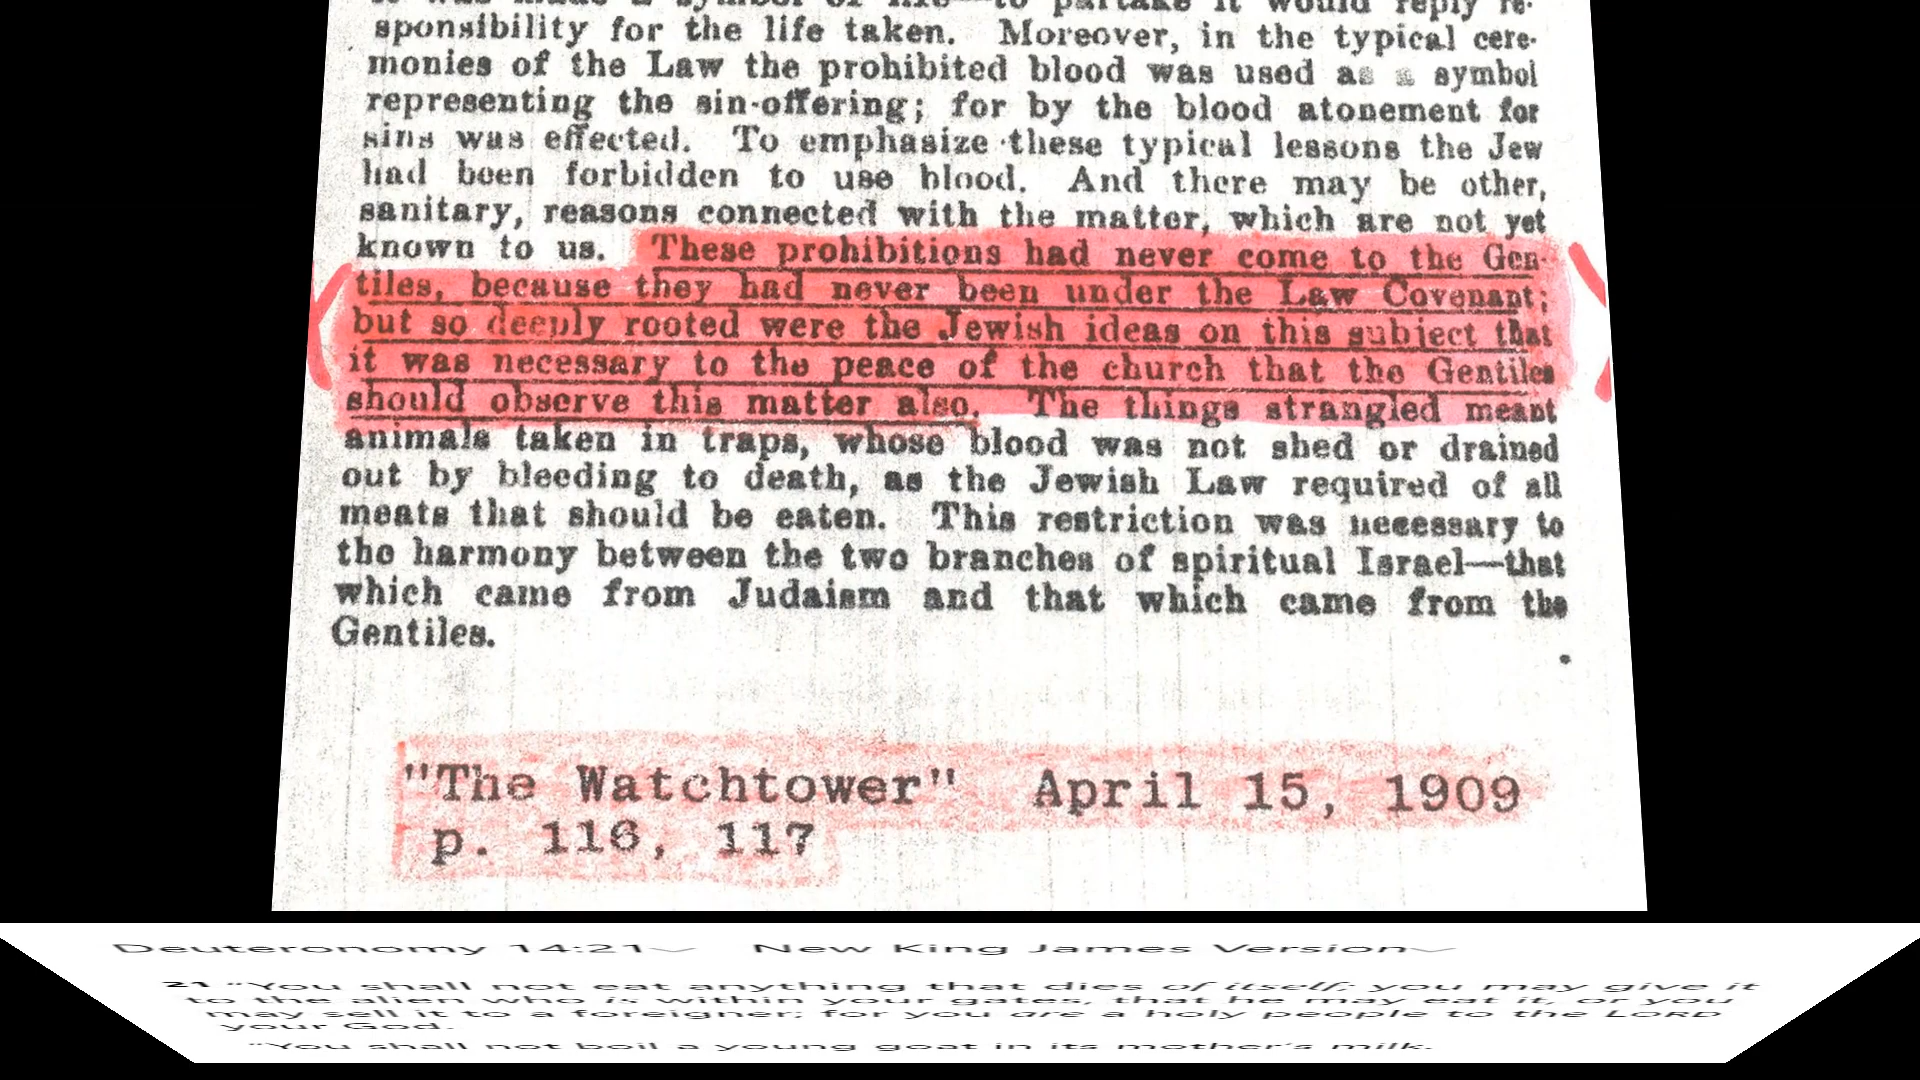 it was made a symbol of life—to partake it would reply re-
sponsibility for the life taken. Moreover, in the typical cere-
monies of the Law the prohibited blood was used as a symbol
representing the sin-offering; for by the blood atonement for
sins was effected. To emphasize these typical lessons the Jew
had been forbidden to use blood. And there may be other,
sanitary, reasons connected with the matter, which are not yet
known to us. These prohibitions had never come to the Gen-
tiles, because they had never been under the Law Covenant;
but so deeply rooted were the Jewish ideas on this subject that
it was necessary to the peace of the church that the Gentiles
should observe this matter also. The things strangled meant
animals taken in traps, whose blood was not shed or drained
out by bleeding to death, as the Jewish Law required of all
meats that should be eaten. This restriction was necessary to
the harmony between the two branches of spiritual Israel—that
which came from Judaism and that which came from the
Gentiles.
"The Watchtower" April 15, 1909
p. 116, 117
Deuteronomy 14:21 New King James Version
21 "You shall not eat anything that dies of itself; you may give it
to the alien who is within your gates, that he may eat it, or you
may sell it to a foreigner; for you are a holy people to the LORD
your God.
"You shall not boil a young goat in its mother's milk.